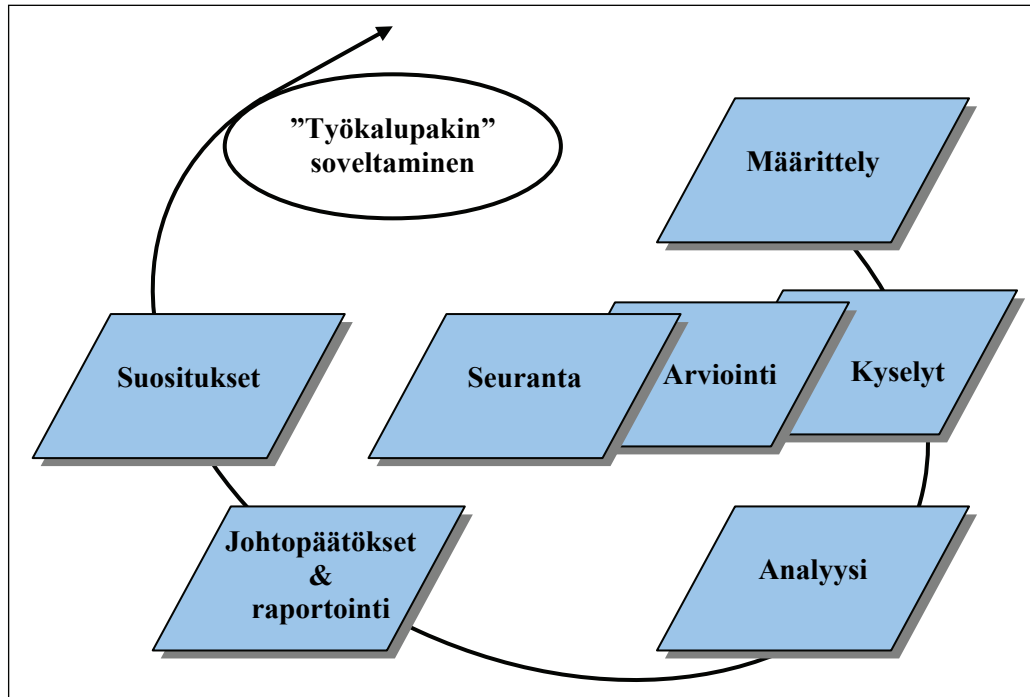 ”Työkalupakin”
soveltaminen
Määrittely
Suositukset
Seuranta
Arviointi
Kyselyt
Johtopäätökset
&
raportointi
Analyysi